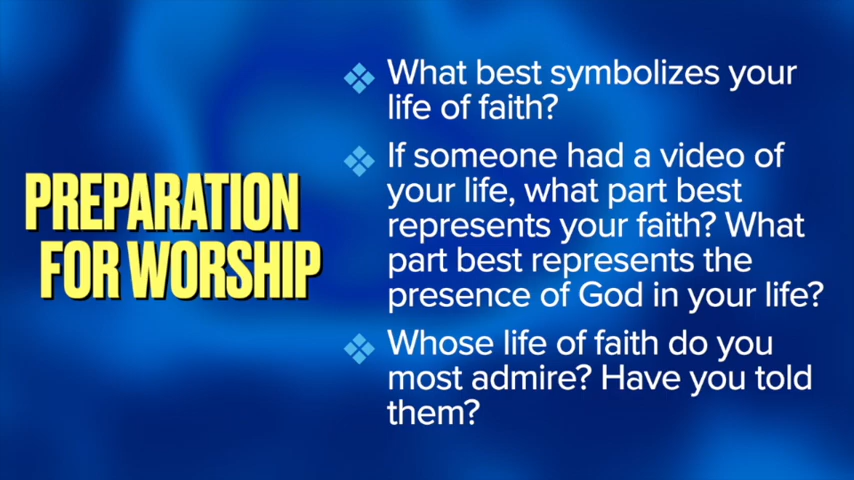 PREPARATION
FOR WORSHIP
What best symbolizes your
life of faith?
If someone had a video of
your life, what part best
represents your faith? What
part best represents the
presence of God in your life?
Whose life of faith do you
most admire? Have you told
them?